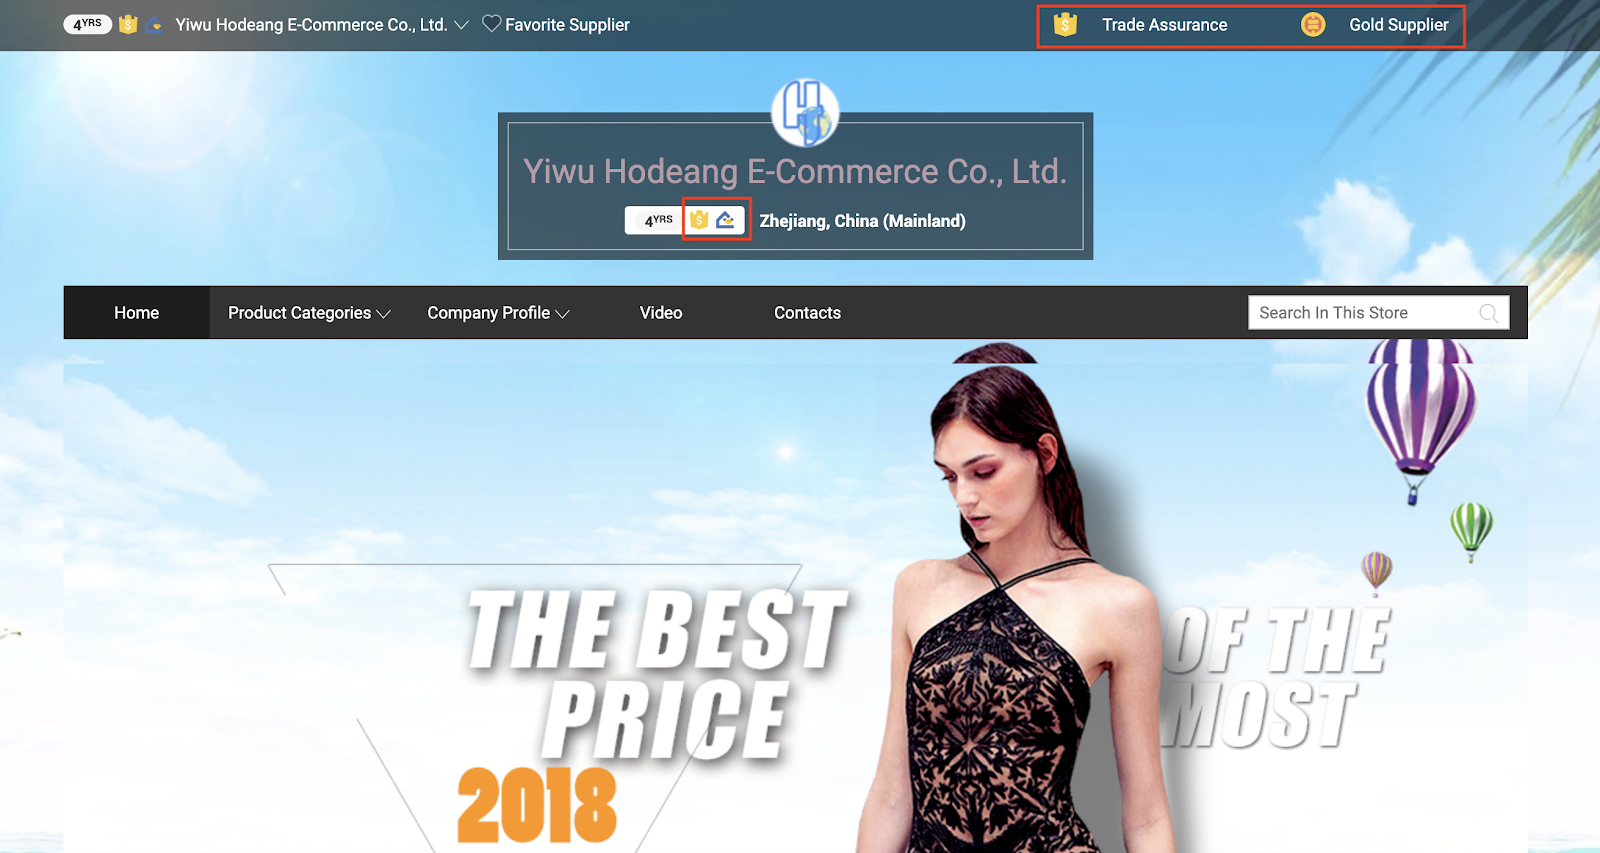 4YRS Yiwu Hodeang E-Commerce Co., Ltd. Favorite Supplier Trade Assurance Gold Supplier
Yiwu Hodeang E-Commerce Co., Ltd.
4YRS Zhejiang, China (Mainland)
Home Product Categories Company Profile Video Contacts Search In This Store
THE BEST
PRICE
2018
OF THE
MOST